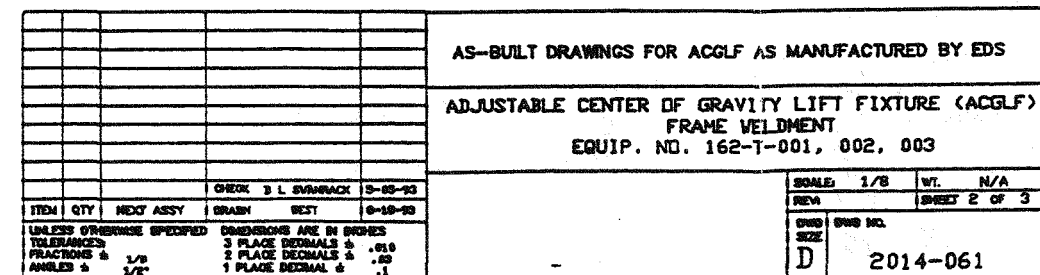 AS-BUILT DRAWINGS FOR ACGLF AS MANUFACTURED BY EDS
ADJUSTABLE CENTER OF GRAVITY LIFT FIXTURE (ACGLF)
FRAME WELDMENT
EQUIP. NO. 162-T-001, 002, 003
CHECK B L
ITEM QTY NEXT ASSY DRAWN BEST
UNLESS OTHERWISE SPECIFIED DIMENSIONS ARE IN INCHES
TOLERANCES: 3 PLACE DECIMALS ± .010
FRACTIONS ± 1/8 2 PLACE DECIMALS ±
ANGLES ± 1/2° 1 PLACE DECIMAL ± .1
SCALE: 1/8 WT. N/A
REV: SHEET 2 OF 3
DWG SIZE DWG NO.
D 2014-061